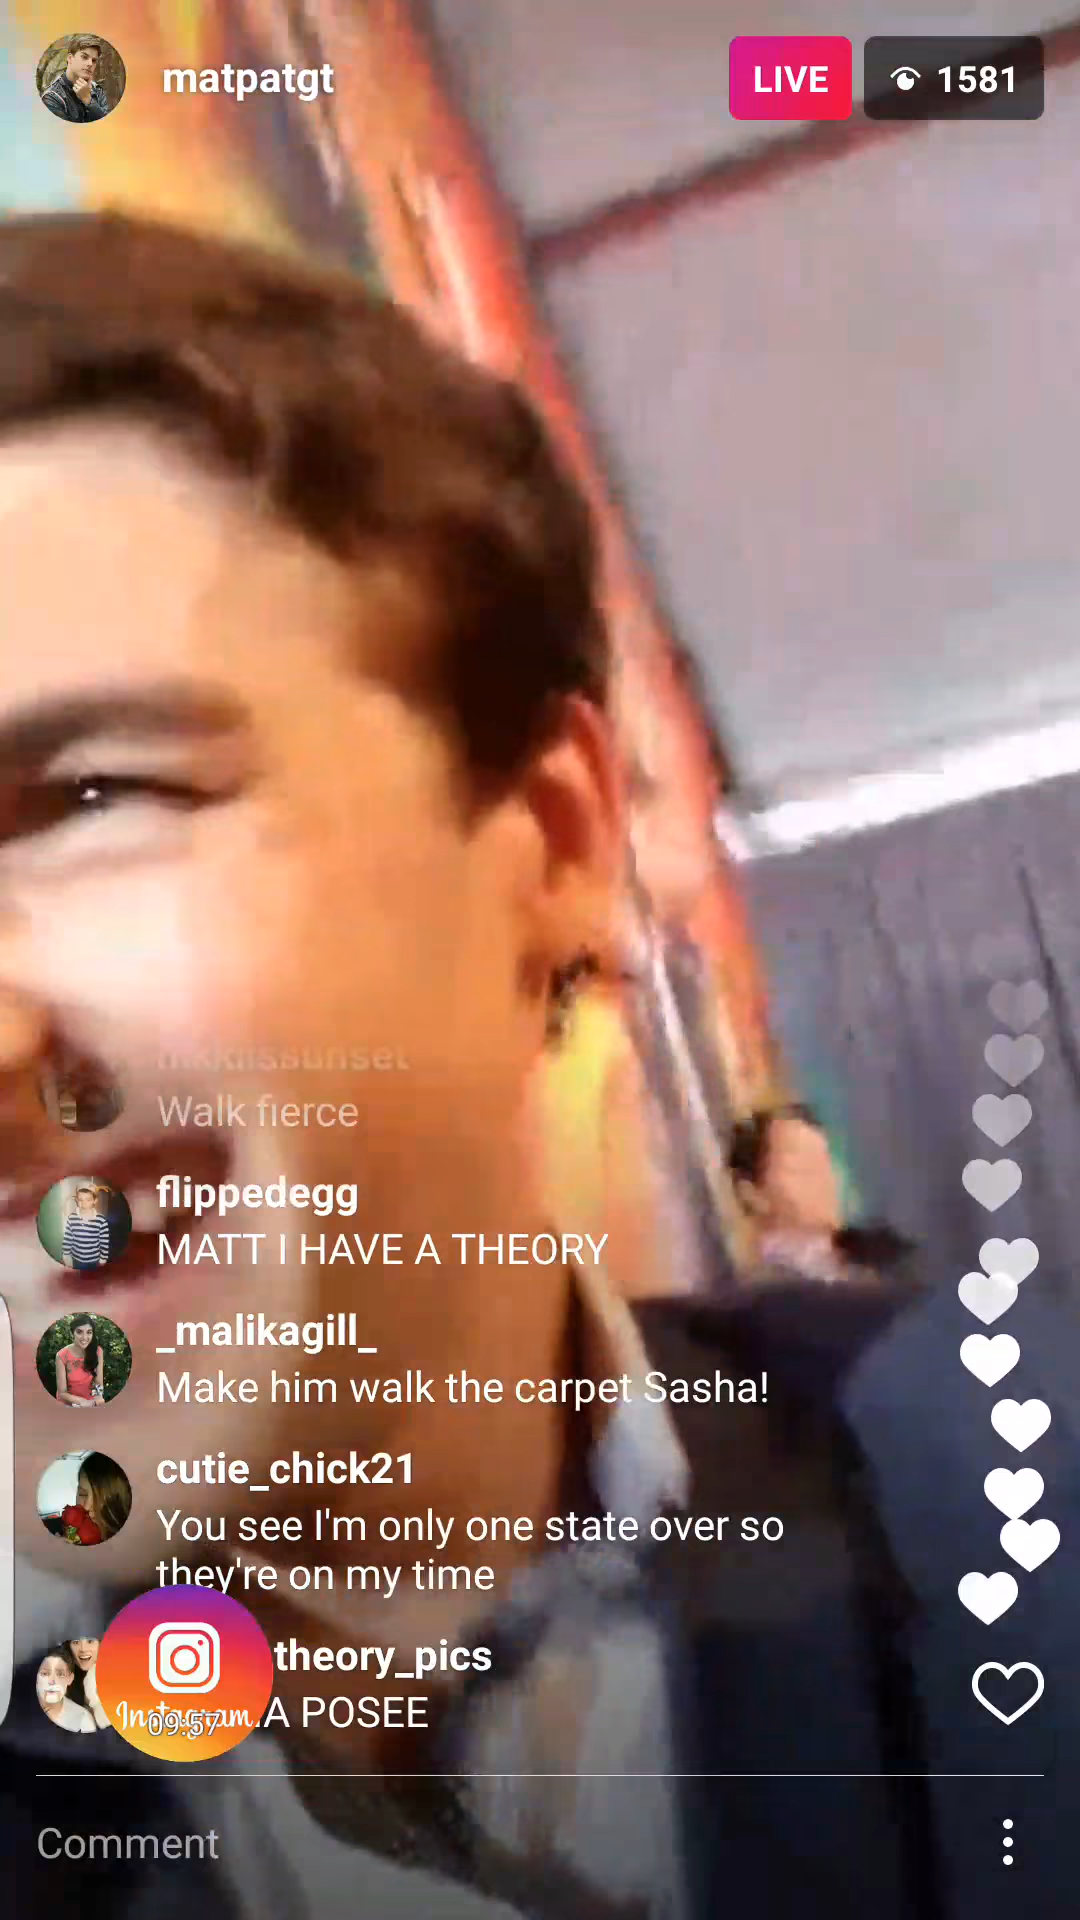 matpatgt
LIVE
1581
Walk fierce
flippedegg
MATT I HAVE A THEORY
_malikagill_
Make him walk the carpet Sasha!
cutie_chick21
You see I'm only one state over so
they're on my time
theory_pics
A POSEE
Instagram
09:57
Comment